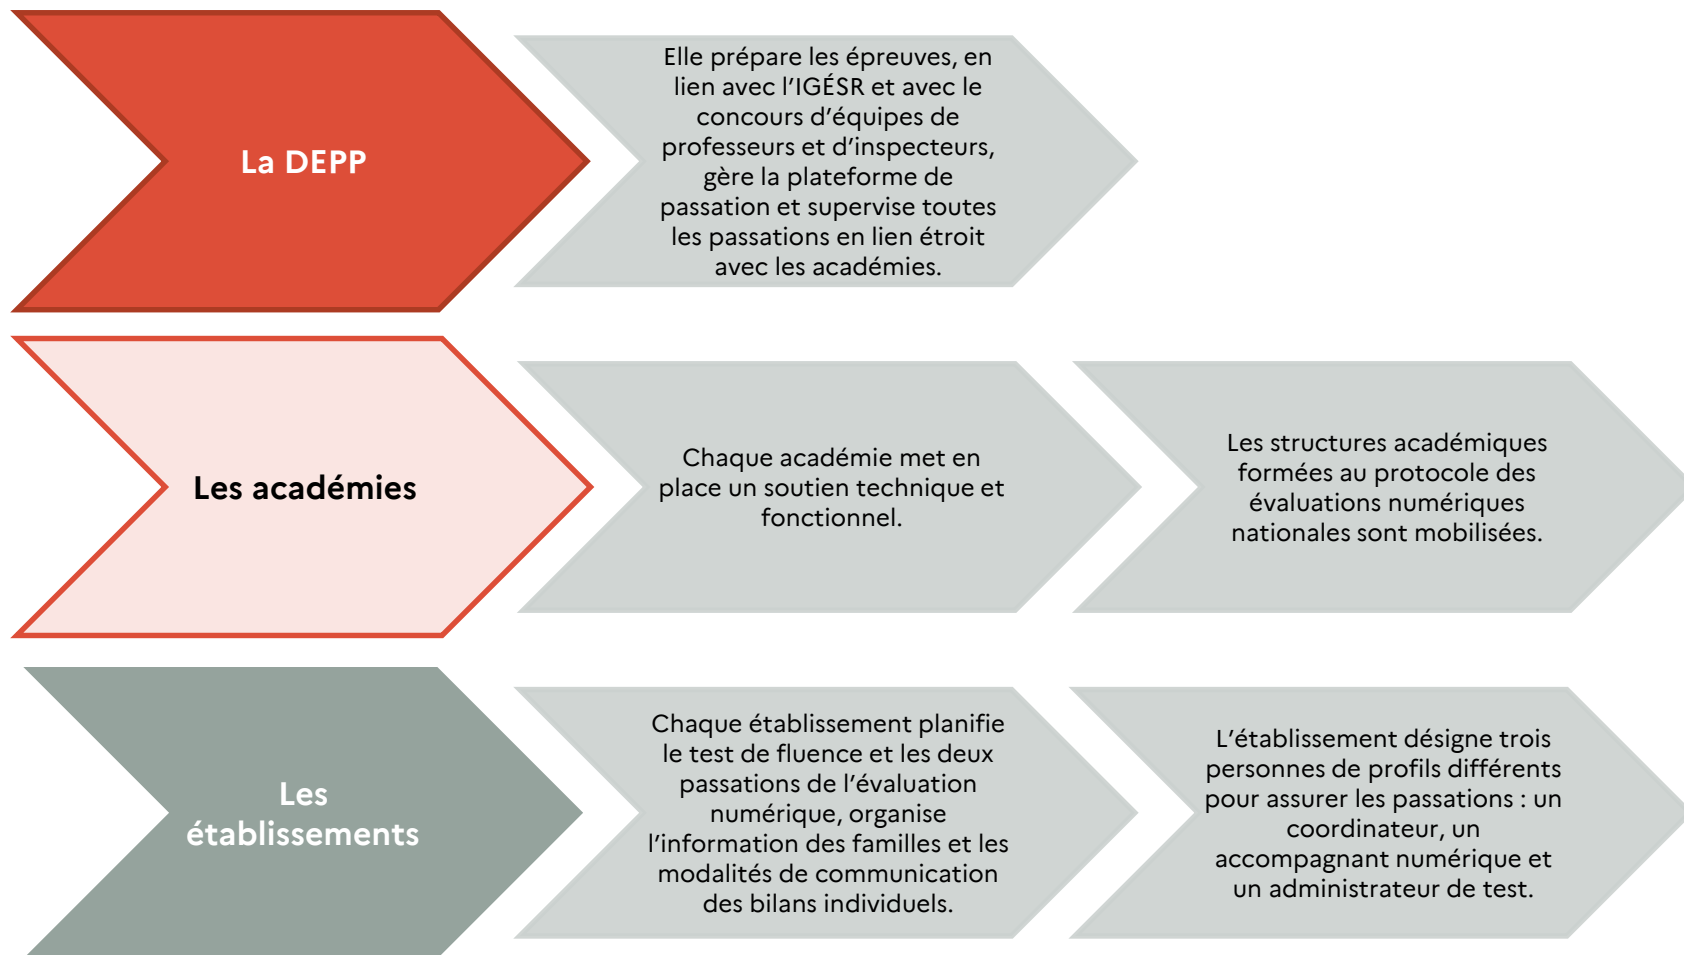 La DEPP
Elle prépare les épreuves, en
lien avec l'IGÉSR et avec le
concours d'équipes de
professeurs et d'inspecteurs,
gère la plateforme de
passation et supervise toutes
les passations en lien étroit
avec les académies.
Les académies
Chaque académie met en
place un soutien technique et
fonctionnel.
Les structures académiques
formées au protocole des
évaluations numériques
nationales sont mobilisées.
Les
établissements
Chaque établissement planifie
le test de fluence et les deux
passations de l'évaluation
numérique, organise
l'information des familles et les
modalités de communication
des bilans individuels.
L'établissement désigne trois
personnes de profils différents
pour assurer les passations : un
coordinateur, un
accompagnant numérique et
un administrateur de test.